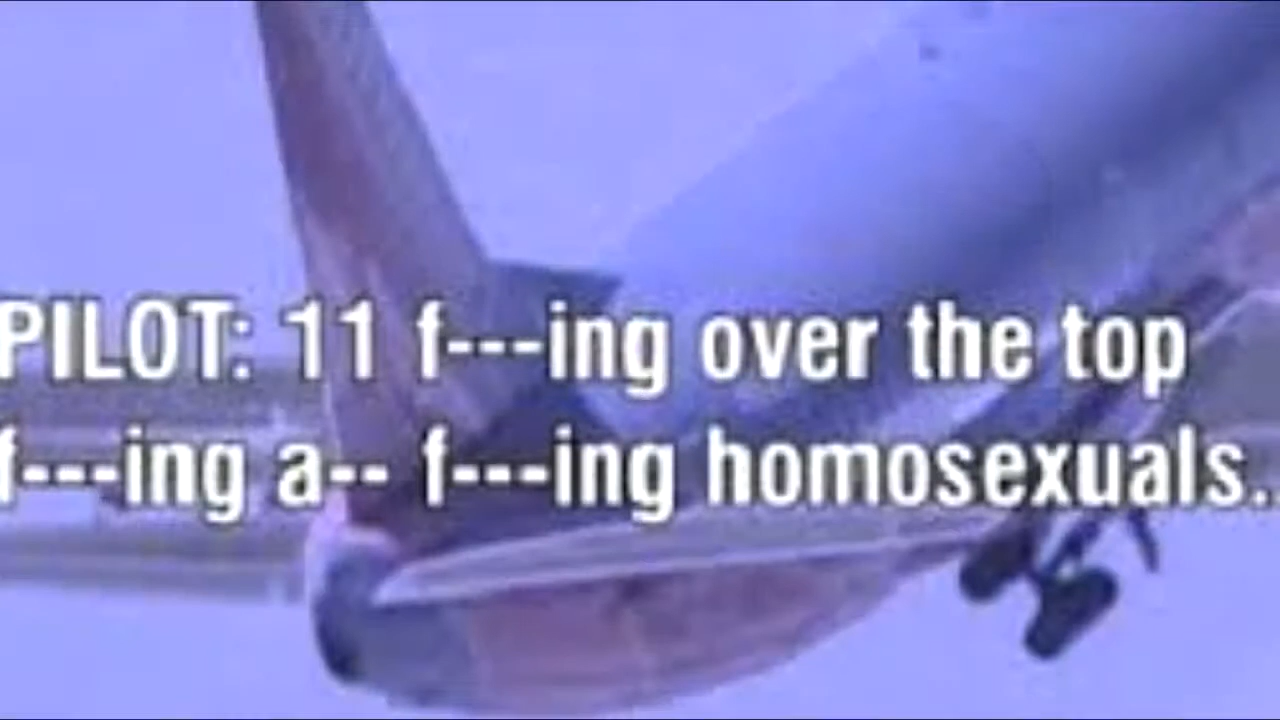 PILOT: 11 f---ing over the top
f---ing a-- f---ing homosexuals.